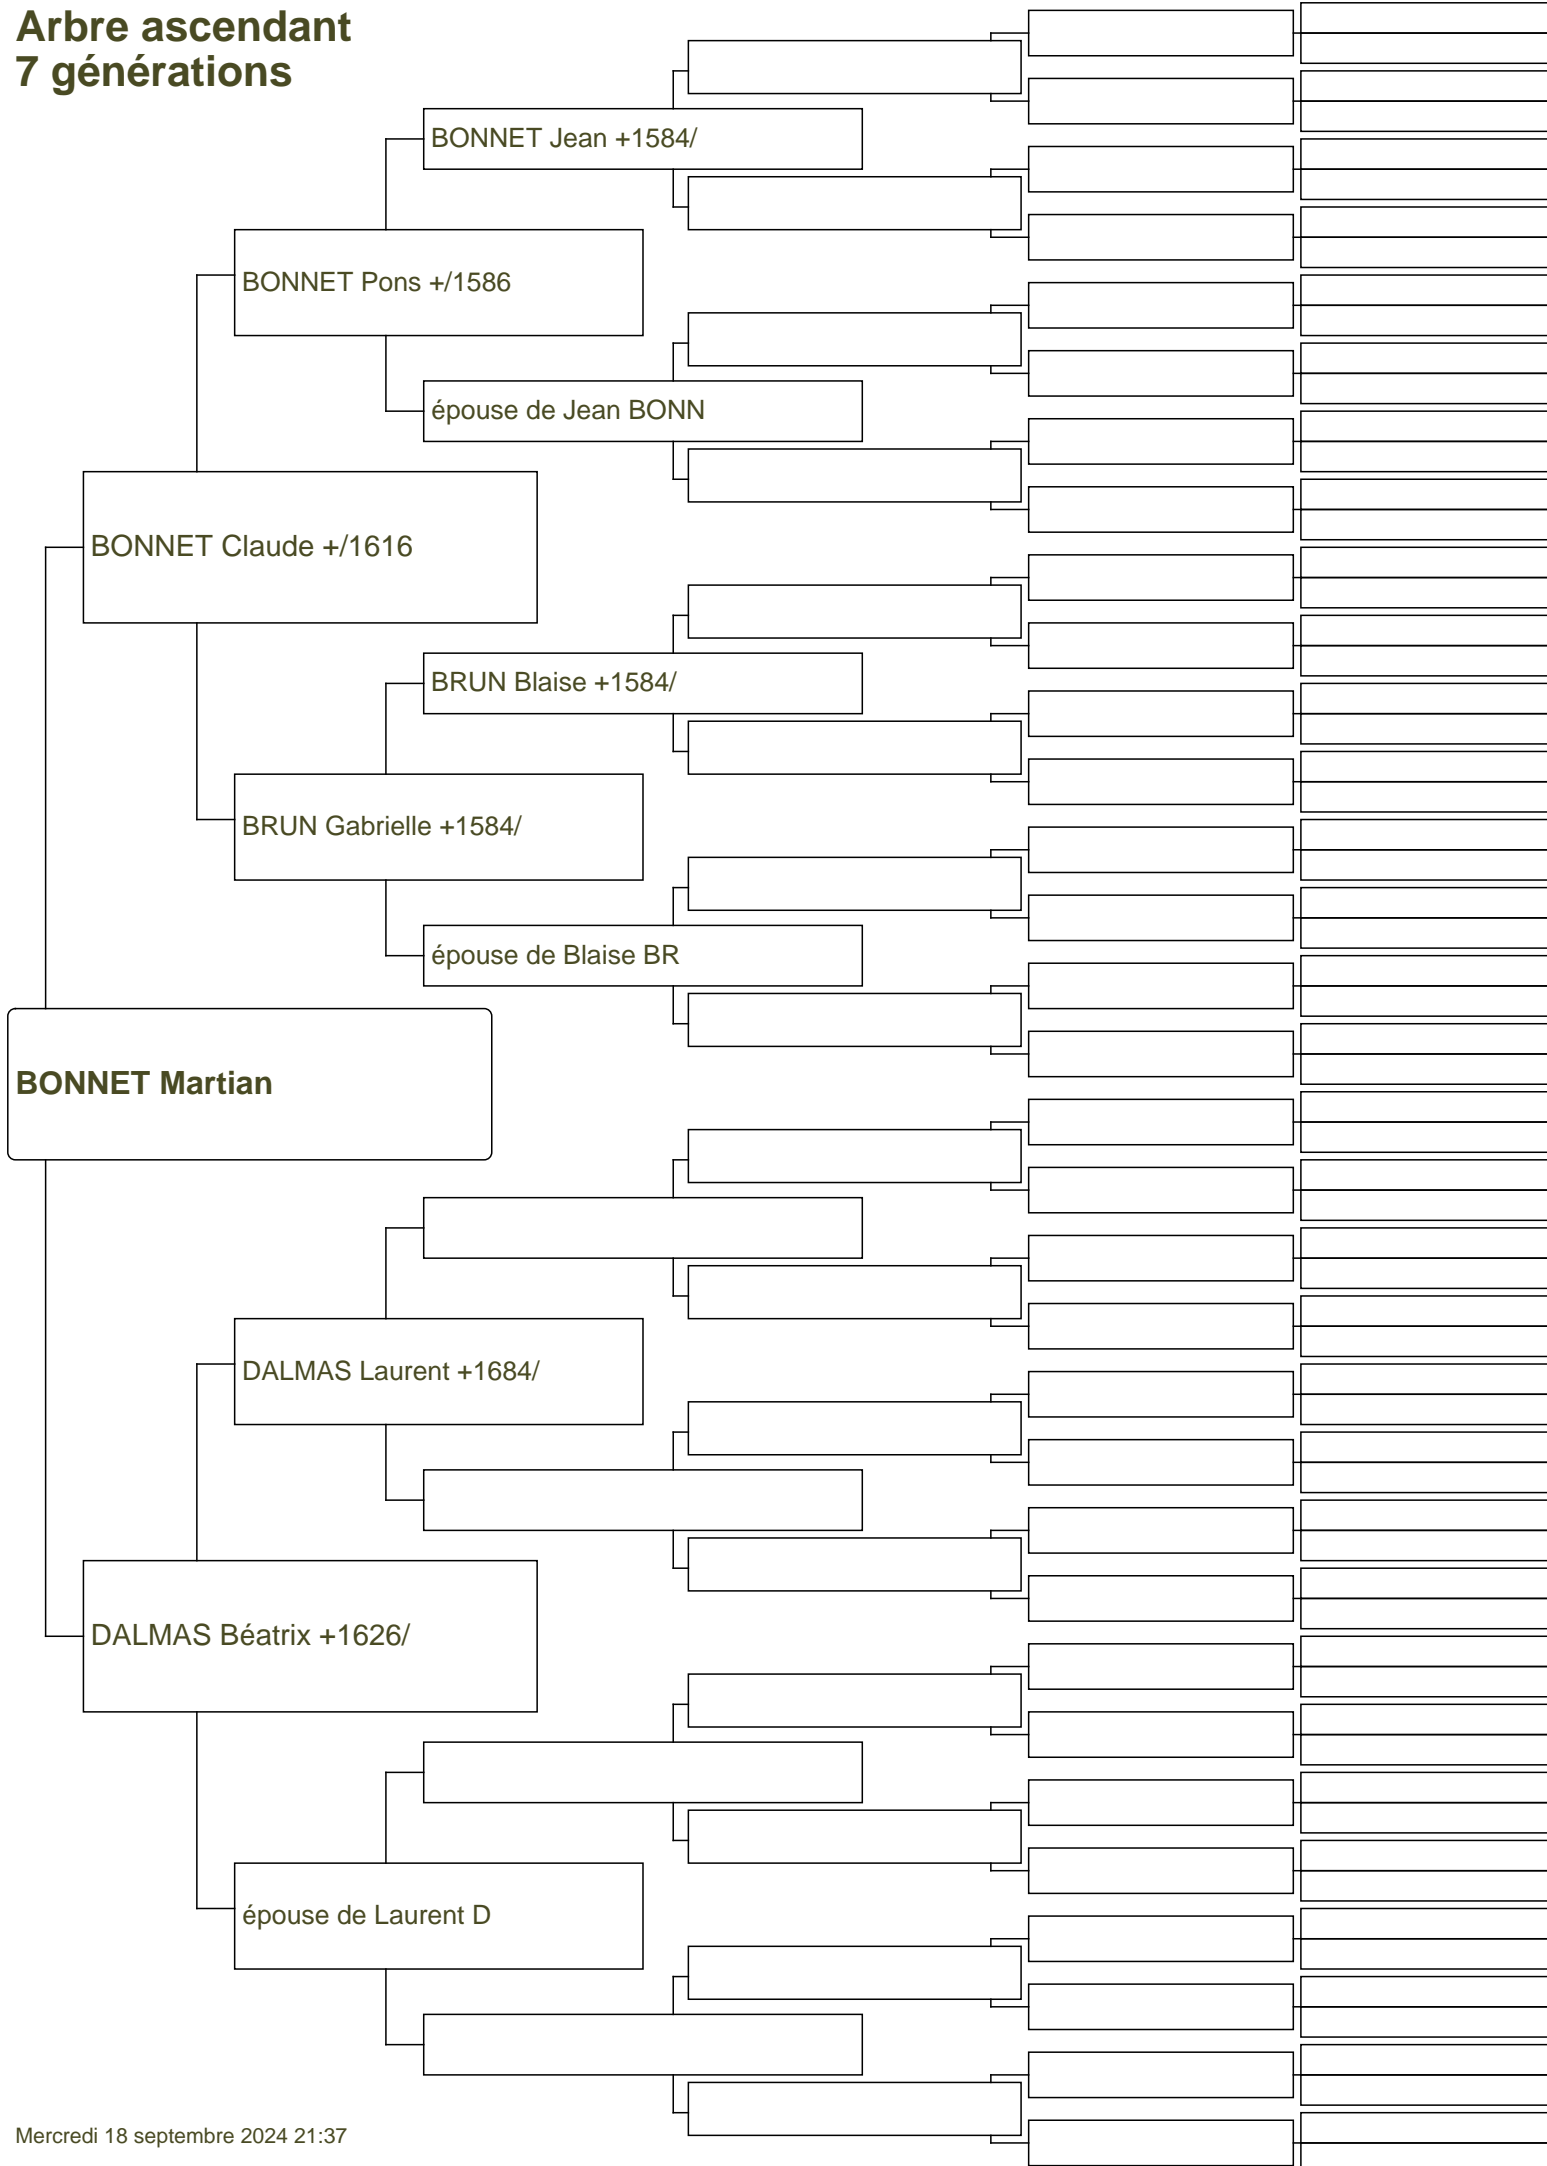 Arbre ascendant
7 générations
BONNET Jean +1584/
BONNET Pons +/1586
épouse de Jean BONN
BONNET Claude +/1616
BRUN Blaise +1584/
BRUN Gabrielle +1584/
épouse de Blaise BR
BONNET Martian
DALMAS Laurent +1684/
DALMAS Béatrix +1626/
épouse de Laurent D
Mercredi 18 septembre 2024 21:37